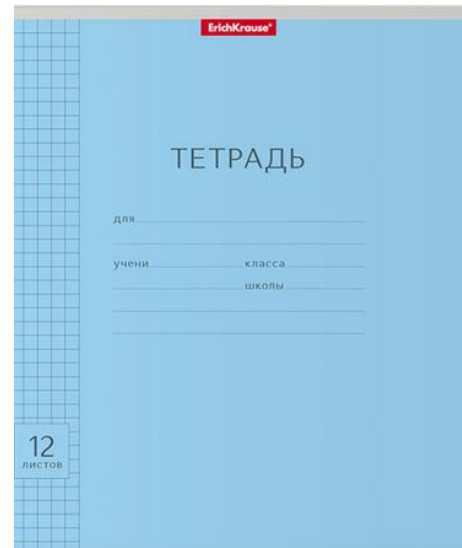 ErichKrause®
ТЕТРАДЬ
для
учени класса
школы
12
листов